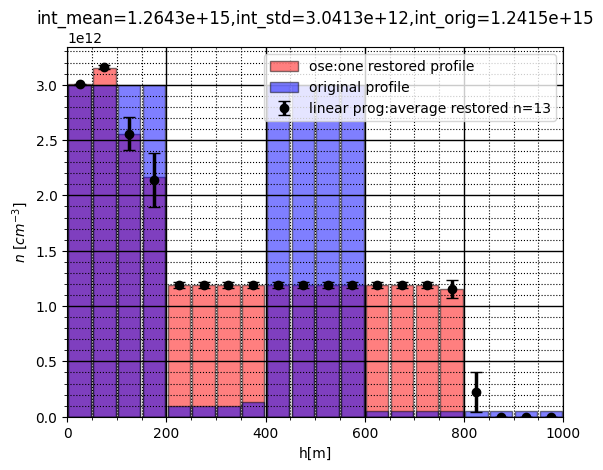 int_mean=1.2643e+15,int_std=3.0413e+12,int_orig=1.2415e+15
1e12
ose:one restored profile
original profile
linear prog:average restored n=13
3.0
2.5
2.0
1.5
1.0
0.5
0.0
n [cm⁻³]
0 200 400 600 800 1000
h[m]